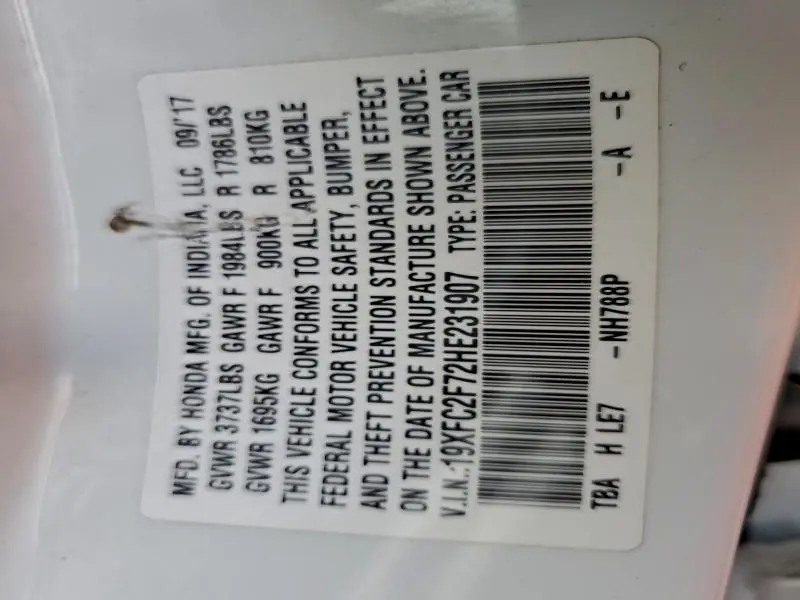 MFD. BY HONDA MFG. OF INDIANA, LLC 09/'17
GVWR 3737LBS GAWR F 1984LBS R 1786LBS
GVWR 1695KG GAWR F 900KG R 810KG
THIS VEHICLE CONFORMS TO ALL APPLICABLE
FEDERAL MOTOR VEHICLE SAFETY, BUMPER,
AND THEFT PREVENTION STANDARDS IN EFFECT
ON THE DATE OF MANUFACTURE SHOWN ABOVE.
V.I.N.:19XFC2F72HE231907 TYPE: PASSENGER CAR
TBA H LE7 -NH788P -A -E